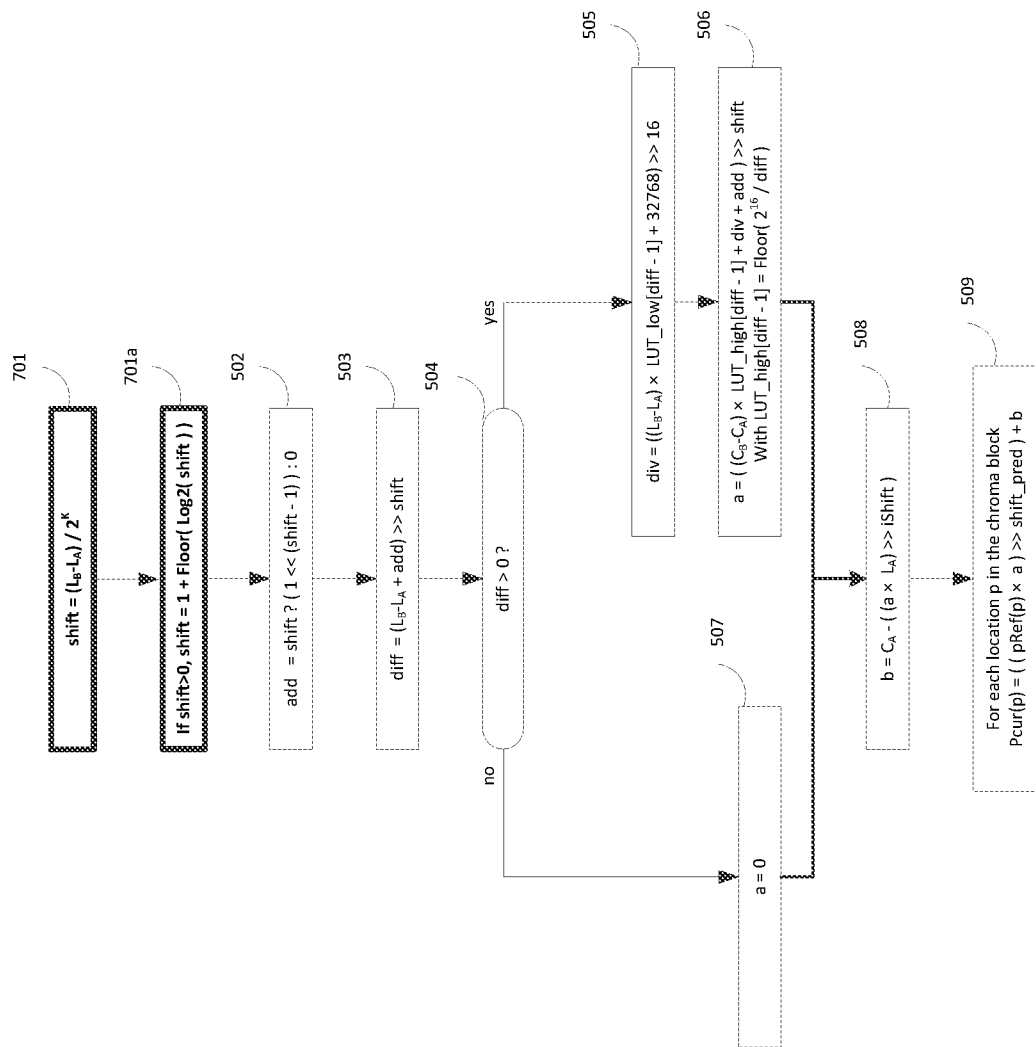 701
shift = (L_B-L_A) / 2^K
701a
If shift>0, shift = 1 + Floor( Log2( shift ) )
502
add = shift ? ( 1 << (shift - 1) ) : 0
503
diff = (L_B-L_A + add) >> shift
504
diff > 0 ?
no
yes
505
div = ((L_B-L_A) × LUT_low[diff - 1] + 32768) >> 16
506
a = ( (C_B-C_A) × LUT_high[diff - 1] + div + add ) >> shift
With LUT_high[diff - 1] = Floor( 2^16 / diff )
507
a = 0
508
b = C_A - ( (a × L_A) >> iShift )
509
For each location p in the chroma block
Pcur(p) = ( ( pRef(p) × a ) >> shift_pred ) + b